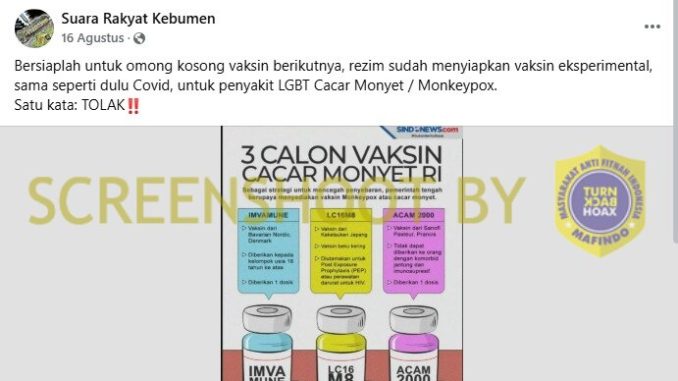 Suara Rakyat Kebumen
16 Agustus
Bersiaplah untuk omong kosong vaksin berikutnya, rezim sudah menyiapkan vaksin eksperimental,
sama seperti dulu Covid, untuk penyakit LGBT Cacar Monyet / Monkeypox.
Satu kata: TOLAK‼️
SINDONEWS.com
3 CALON VAKSIN
CACAR MONYET RI
Sebagai strategi untuk mencegah penyebaran, pemerintah tengah
berupaya menyediakan vaksin Monkeypox atau cacar monyet.
SCREENSHOOT BY
MASYARAKAT ANTI FITNAH INDONESIA
TURN
BACK
HOAX
MAFINDO
IMVAMUNE
Vaksin dari
Bavarian Nordic,
Denmark
Diberikan kepada
kelompok usia 18
tahun ke atas
Diberikan 1 dosis
LC16M8
Vaksin dari
Kaketsuken Jepang
Vaksin beku kering
Diutamakan untuk
Post Exposure
Prophylaxis (PEP)
atau perawatan
darurat untuk HIV.
ACAM 2000
Vaksin dari Sanofi
Pasteur, Prancis
Tidak dapat
diberikan ke orang
dengan komorbid
jantung dan
imunosupresif
Diberikan 1 dosis
IMVA
MUNE
LC16
M8
ACAM
2000